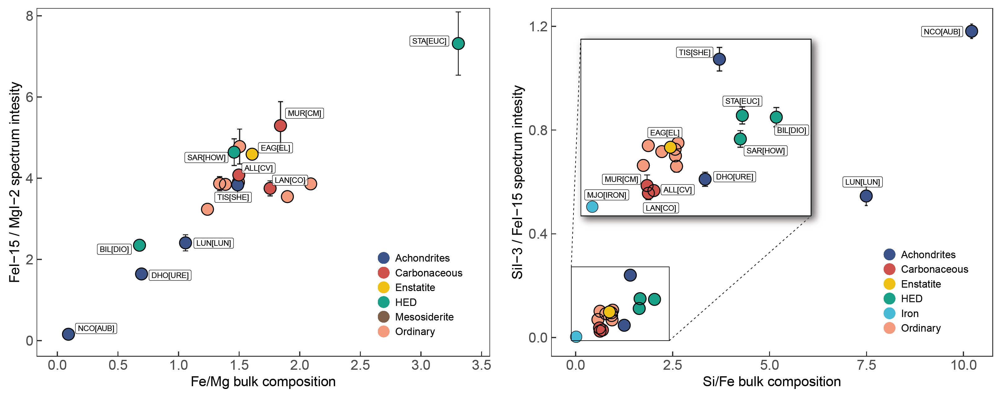 FeI−15 / MgI−2 spectrum intesity
8
6
4
2
0
STA[EUC]
MUR[CM]
EAG[EL]
SAR[HOW]
ALL[CV]
LAN[CO]
TIS[SHE]
BIL[DIO]
LUN[LUN]
DHO[URE]
NCO[AUB]
Achondrites
Carbonaceous
Enstatite
HED
Mesosiderite
Ordinary
0.0 0.5 1.0 1.5 2.0 2.5 3.0 3.5
Fe/Mg bulk composition
SiI−3 / FeI−15 spectrum intesity
1.2
0.8
0.4
0.0
NCO[AUB]
TIS[SHE]
STA[EUC]
BIL[DIO]
EAG[EL]
SAR[HOW]
MUR[CM]
DHO[URE]
ALL[CV]
MJO[IRON]
LAN[CO]
LUN[LUN]
Achondrites
Carbonaceous
Enstatite
HED
Iron
Ordinary
0.0 2.5 5.0 7.5 10.0
Si/Fe bulk composition